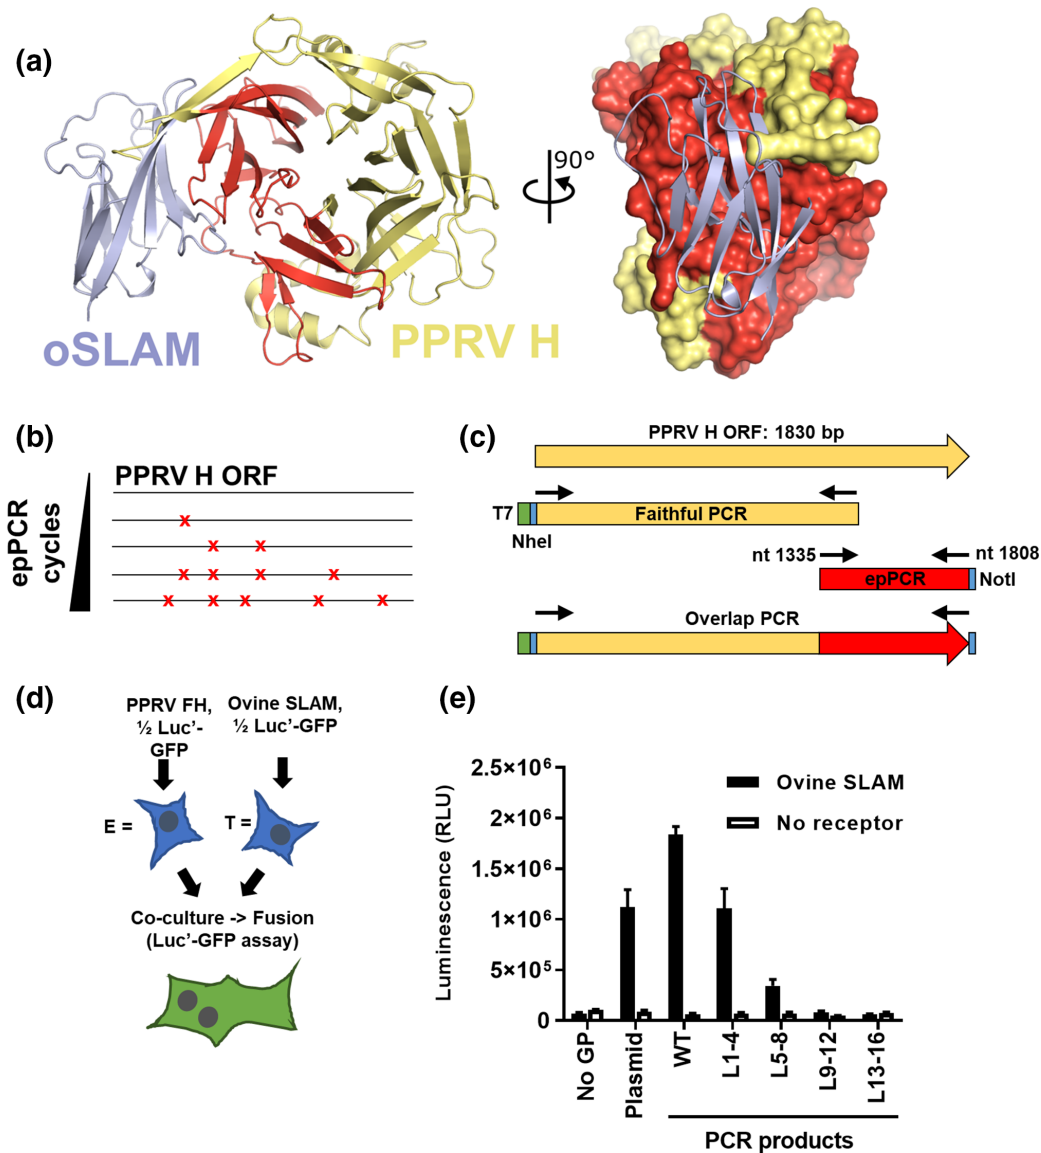 (a)
90°
oSLAM
PPRV H
(b)
PPRV H ORF
epPCR
cycles
x
x x
x x x x
x x x x x
(c)
PPRV H ORF: 1830 bp
T7
Faithful PCR
NheI
nt 1335
nt 1808
epPCR
NotI
Overlap PCR
(d)
PPRV FH,
½ Luc’-
GFP
Ovine SLAM,
½ Luc’-GFP
E =
T =
Co-culture -> Fusion
(Luc’-GFP assay)
(e)
Luminescence (RLU)
2.5×10⁶
2×10⁶
1.5×10⁶
1×10⁶
5×10⁵
0
Ovine SLAM
No receptor
No GP
Plasmid
WT
L1-4
L5-8
L9-12
L13-16
PCR products